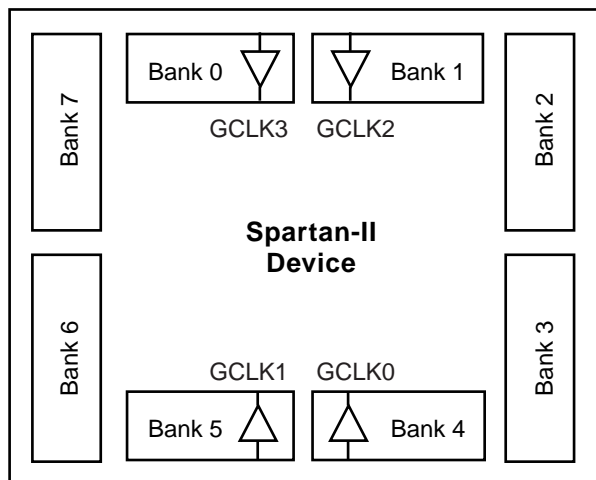 Bank 0
Bank 1
Bank 7
Bank 2
GCLK3
GCLK2
Spartan-II
Device
Bank 6
Bank 3
GCLK1
GCLK0
Bank 5
Bank 4